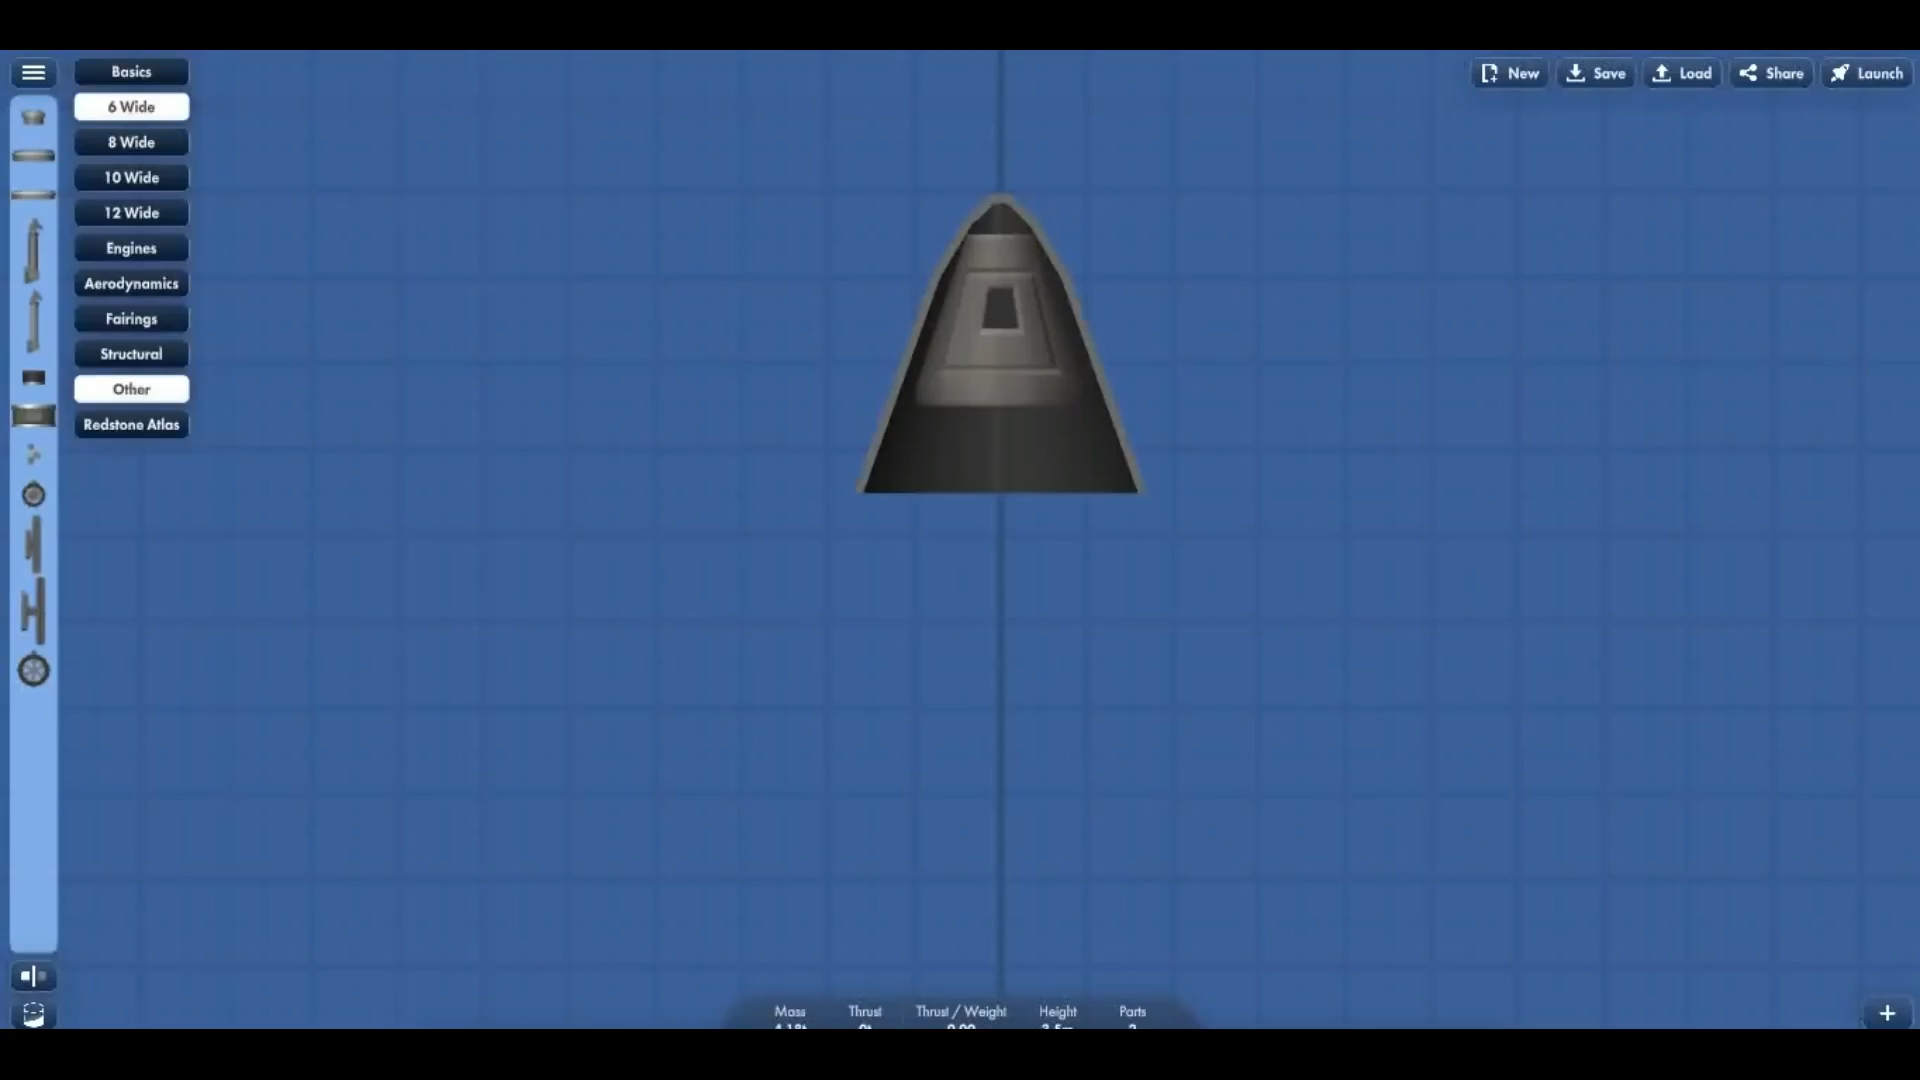 Basics
6 Wide
8 Wide
10 Wide
12 Wide
Engines
Aerodynamics
Fairings
Structural
Other
Redstone Atlas
New Save Load Share Launch
Mass Thrust Thrust / Weight Height Parts